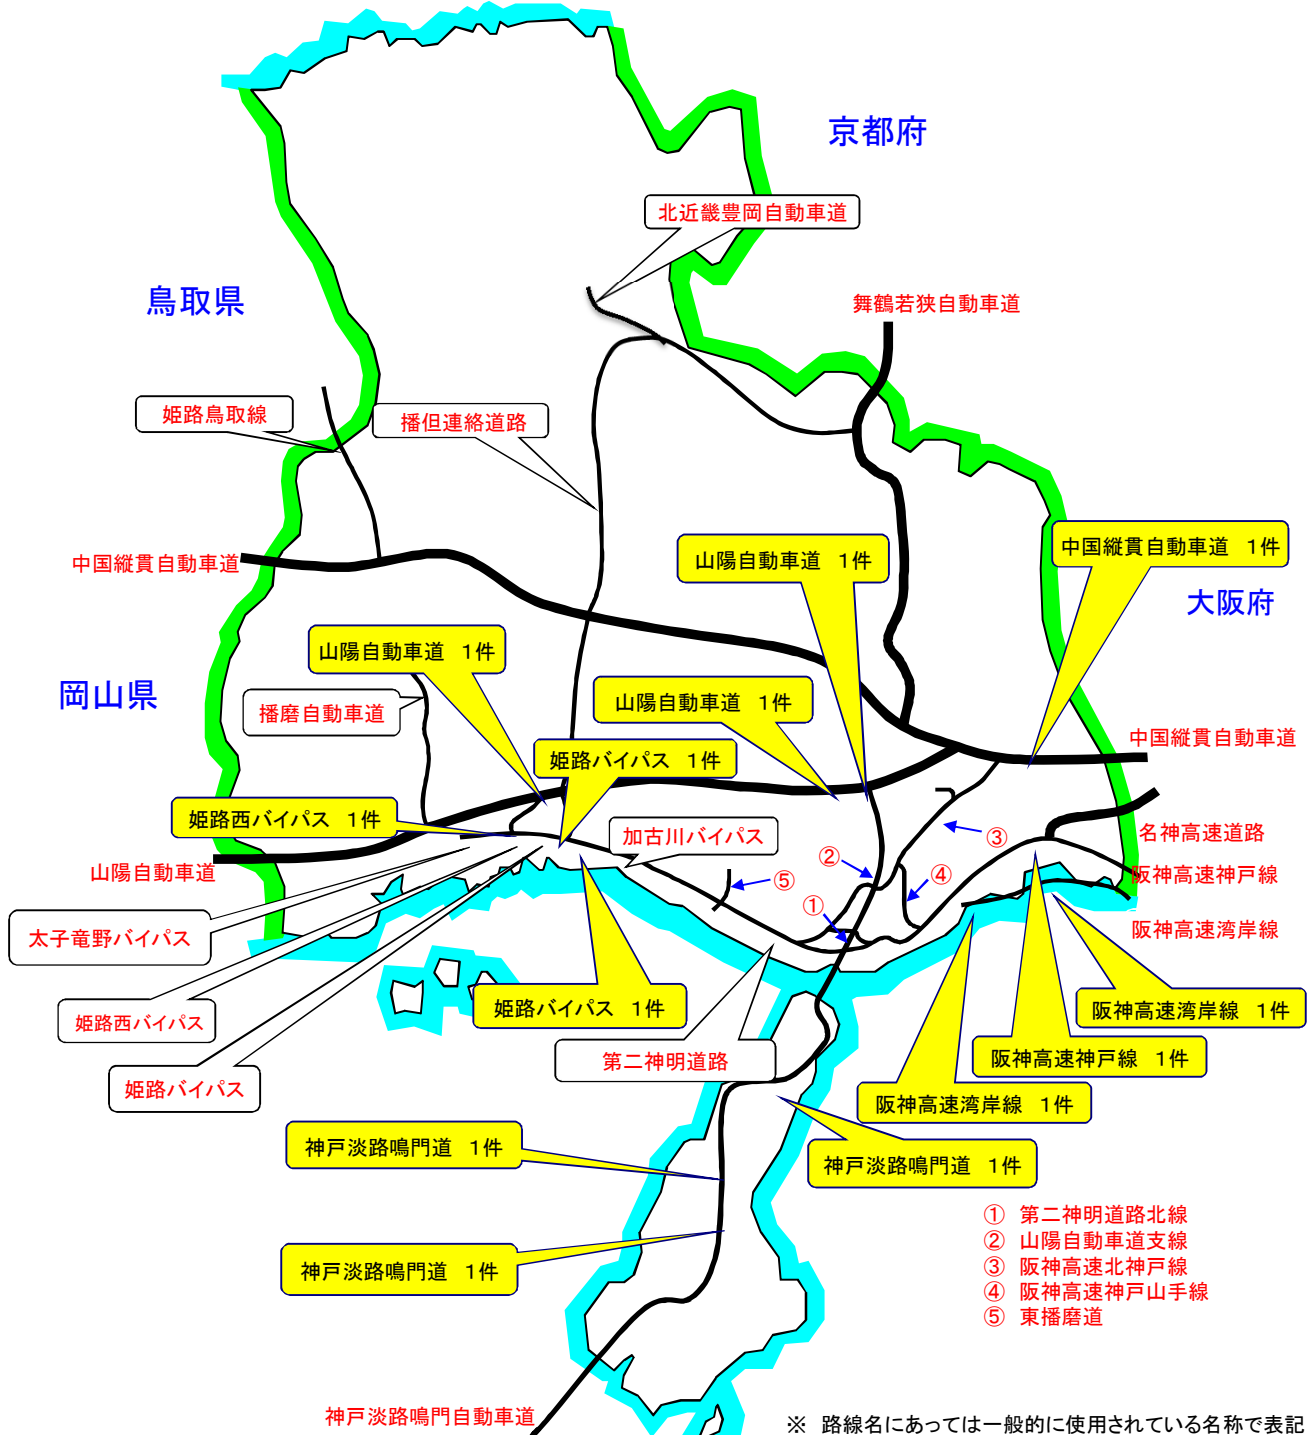 京都府
北近畿豊岡自動車道
鳥取県
舞鶴若狭自動車道
姫路鳥取線
播但連絡道路
中国縦貫自動車道
山陽自動車道 1件
中国縦貫自動車道 1件
大阪府
山陽自動車道 1件
岡山県
播磨自動車道
山陽自動車道 1件
中国縦貫自動車道
姫路バイパス 1件
姫路西バイパス 1件
加古川バイパス
③
名神高速道路
山陽自動車道
②
④
阪神高速神戸線
⑤
①
太子竜野バイパス
阪神高速湾岸線
姫路西バイパス
姫路バイパス 1件
阪神高速湾岸線 1件
第二神明道路
阪神高速神戸線 1件
姫路バイパス
阪神高速湾岸線 1件
神戸淡路鳴門道 1件
神戸淡路鳴門道 1件
神戸淡路鳴門道 1件
① 第二神明道路北線
② 山陽自動車道支線
③ 阪神高速北神戸線
④ 阪神高速神戸山手線
⑤ 東播磨道
神戸淡路鳴門自動車道
※ 路線名にあっては一般的に使用されている名称で表記